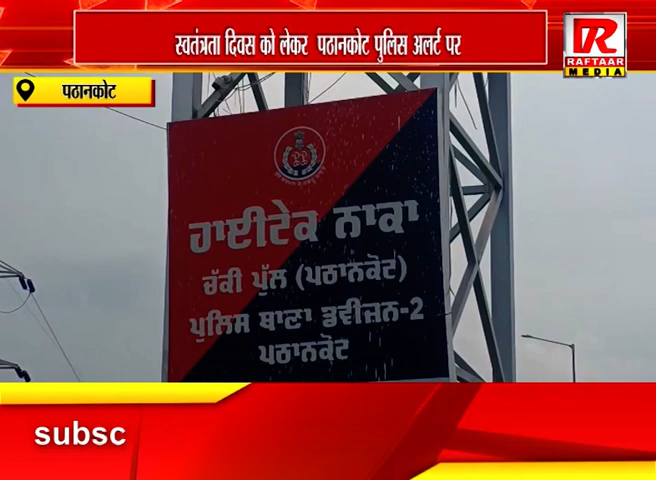 स्वतंत्रता दिवस को लेकर पठानकोट पुलिस अलर्ट पर
R
RAFTAAR
MEDIA
पठानकोट
ਹਾਈਟੇਕ ਨਾਕਾ
ਚੱਕੀ ਪੁੱਲ (ਪਠਾਨਕੋਟ)
ਪੁਲਿਸ ਥਾਣਾ ਡਵੀਜ਼ਨ-2
ਪਠਾਨਕੋਟ
subsc